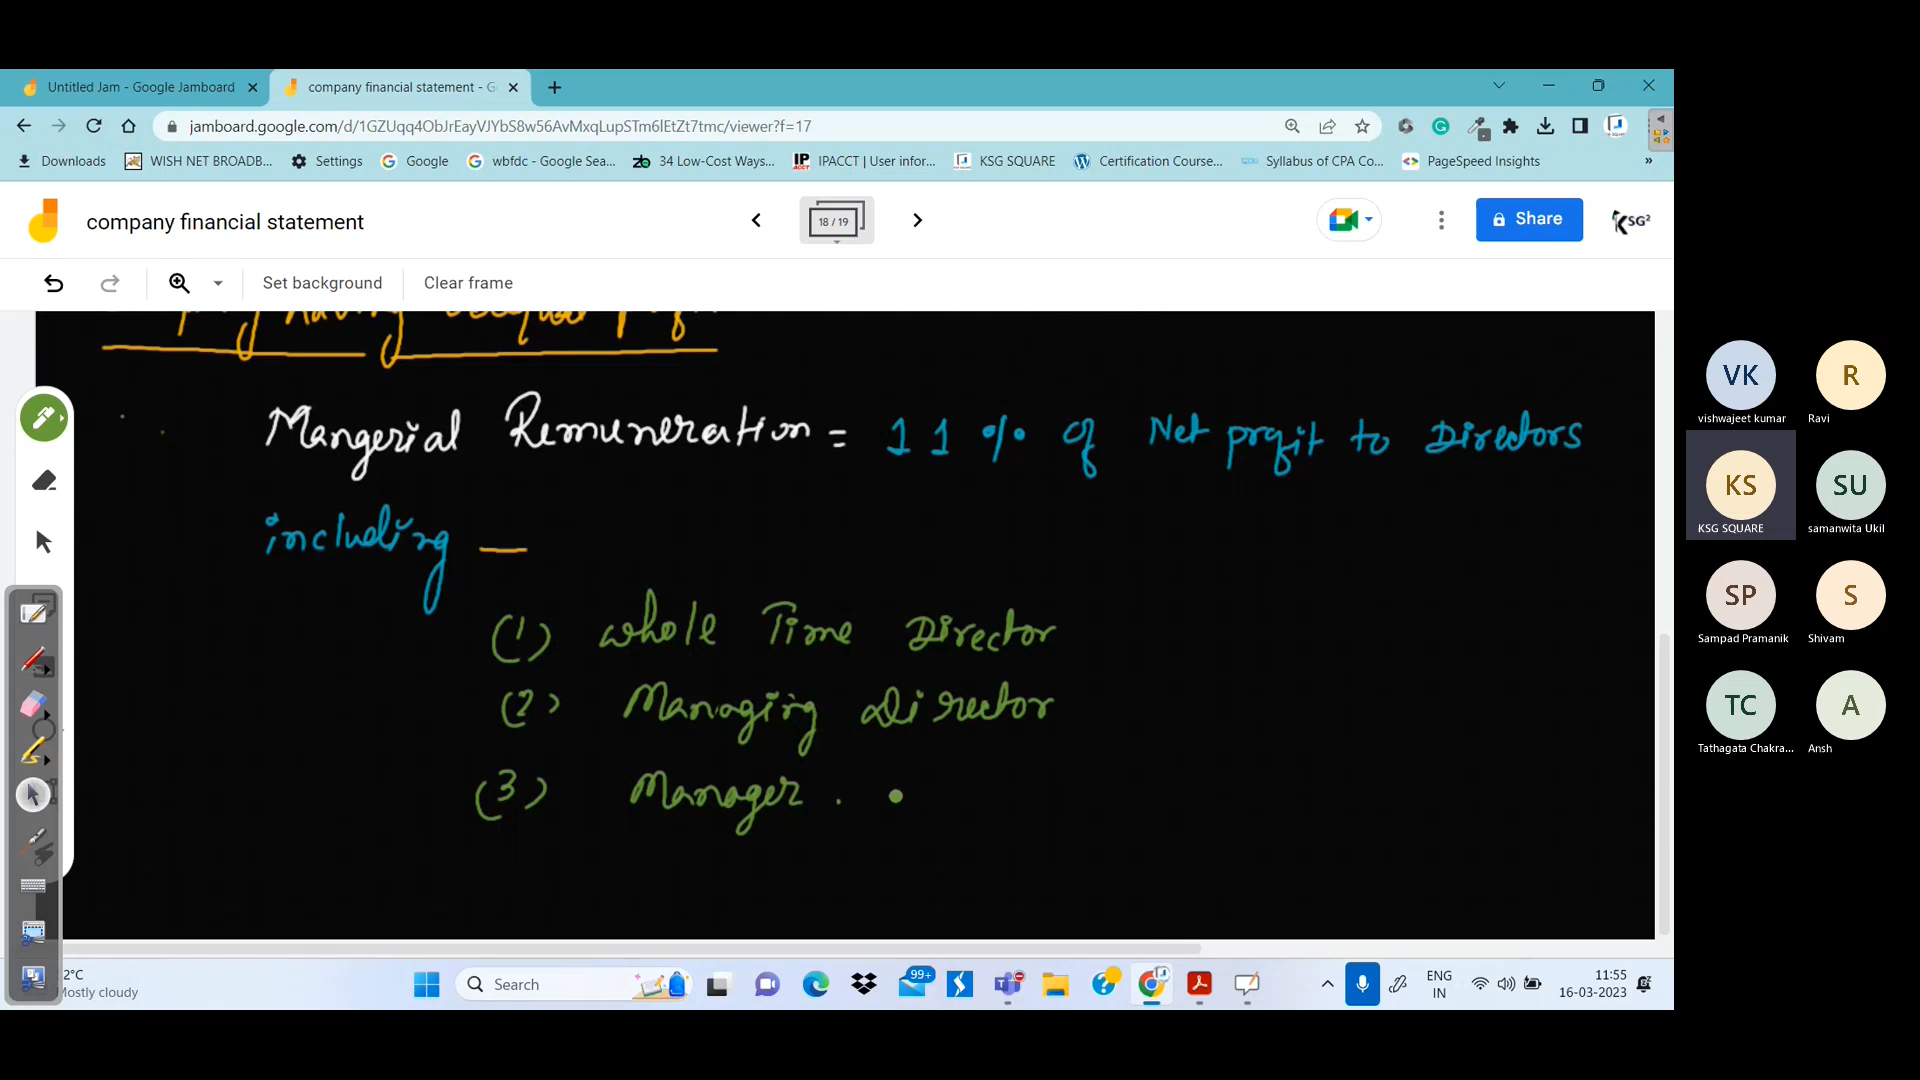 Untitled Jam - Google Jamboard
company financial statement - G
jamboard.google.com/d/1GZUqq4ObJrEayVJYbS8w56AvMxqLupSTm6lEtZt7tmc/viewer?f=17
Downloads WISH NET BROADB... Settings Google wbfdc - Google Sea... 34 Low-Cost Ways... IPACCT | User infor... KSG SQUARE Certification Course... Syllabus of CPA Co... PageSpeed Insights »
company financial statement
18 / 19
Share
KSG²
Set background
Clear frame
Mangerial Remuneration = 11 % of Net profit to Directors
including —
(1) Whole Time Director
(2) Managing Director
(3) Manager .
VK
vishwajeet kumar
R
Ravi
KS
KSG SQUARE
SU
samanwita Ukil
SP
Sampad Pramanik
S
Shivam
TC
Tathagata Chakra...
A
Ansh
2°C
Mostly cloudy
Search
99+
ENG
IN
11:55
16-03-2023